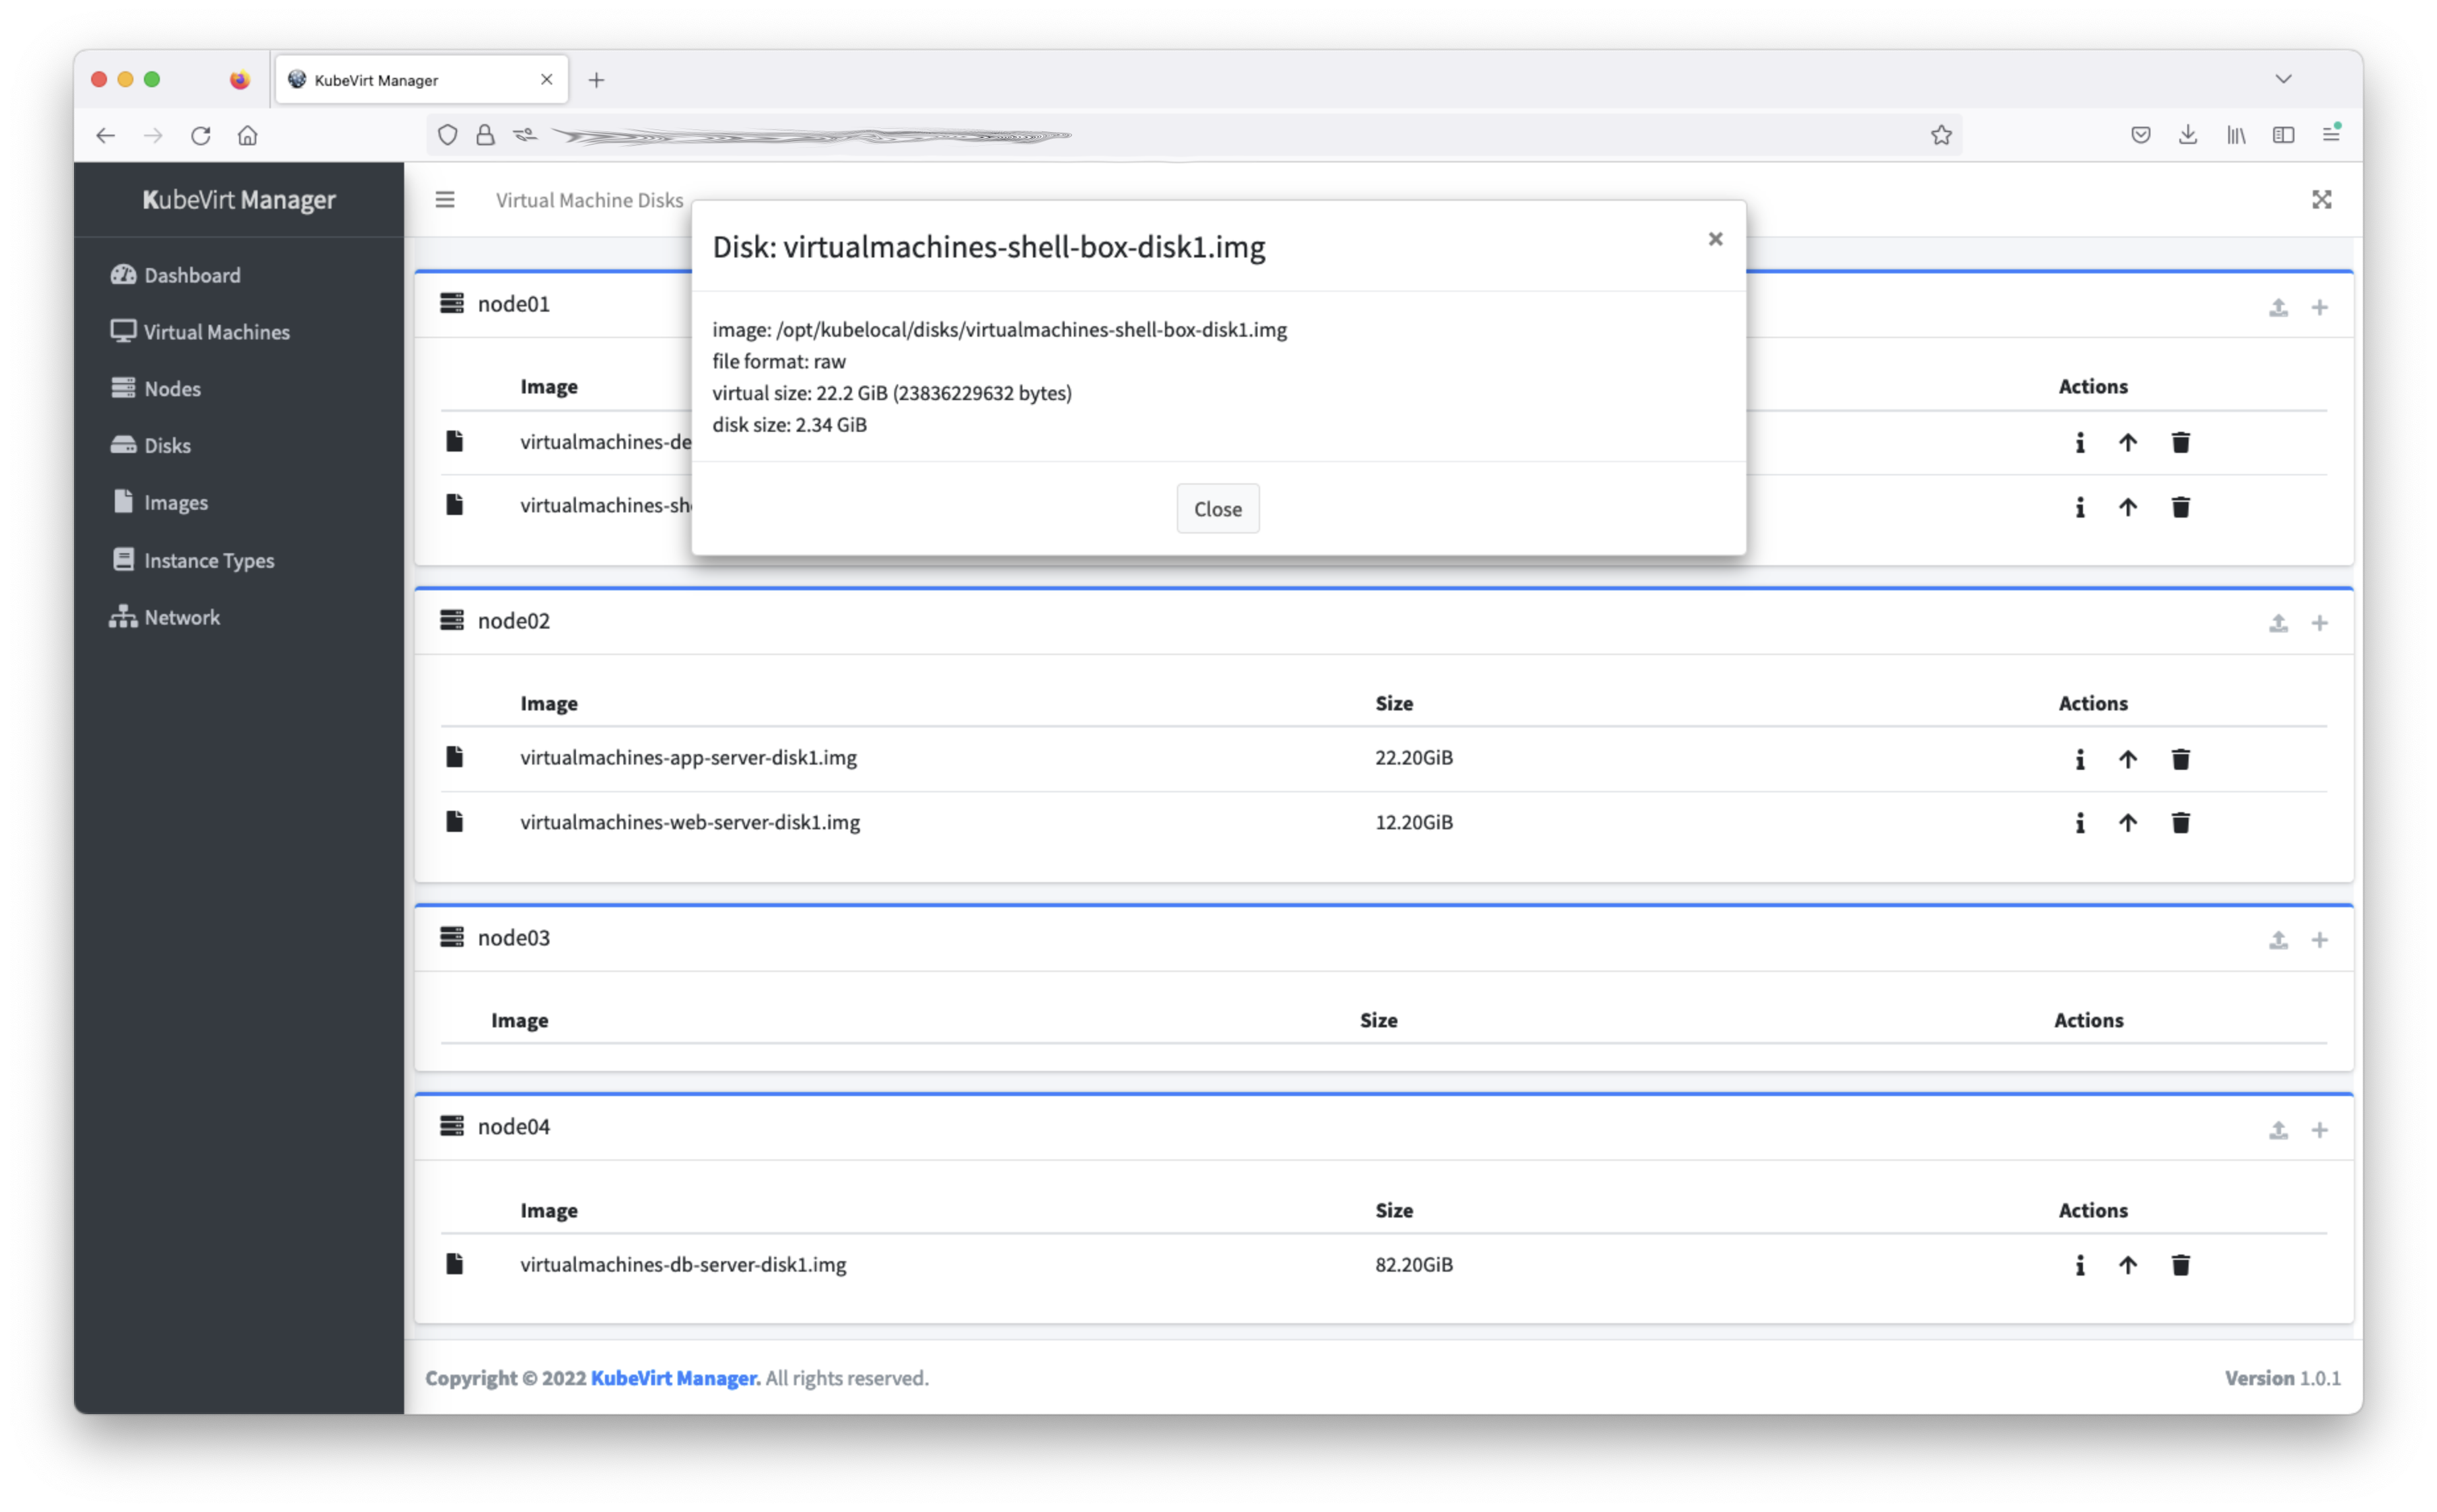 KubeVirt Manager
KubeVirt Manager
Virtual Machine Disks
Dashboard
Virtual Machines
Nodes
Disks
Images
Instance Types
Network
Disk: virtualmachines-shell-box-disk1.img
image: /opt/kubelocal/disks/virtualmachines-shell-box-disk1.img
file format: raw
virtual size: 22.2 GiB (23836229632 bytes)
disk size: 2.34 GiB
Close
node01
Image Actions
virtualmachines-de
virtualmachines-sh
node02
Image Size Actions
virtualmachines-app-server-disk1.img 22.20GiB
virtualmachines-web-server-disk1.img 12.20GiB
node03
Image Size Actions
node04
Image Size Actions
virtualmachines-db-server-disk1.img 82.20GiB
Copyright © 2022 KubeVirt Manager. All rights reserved. Version 1.0.1